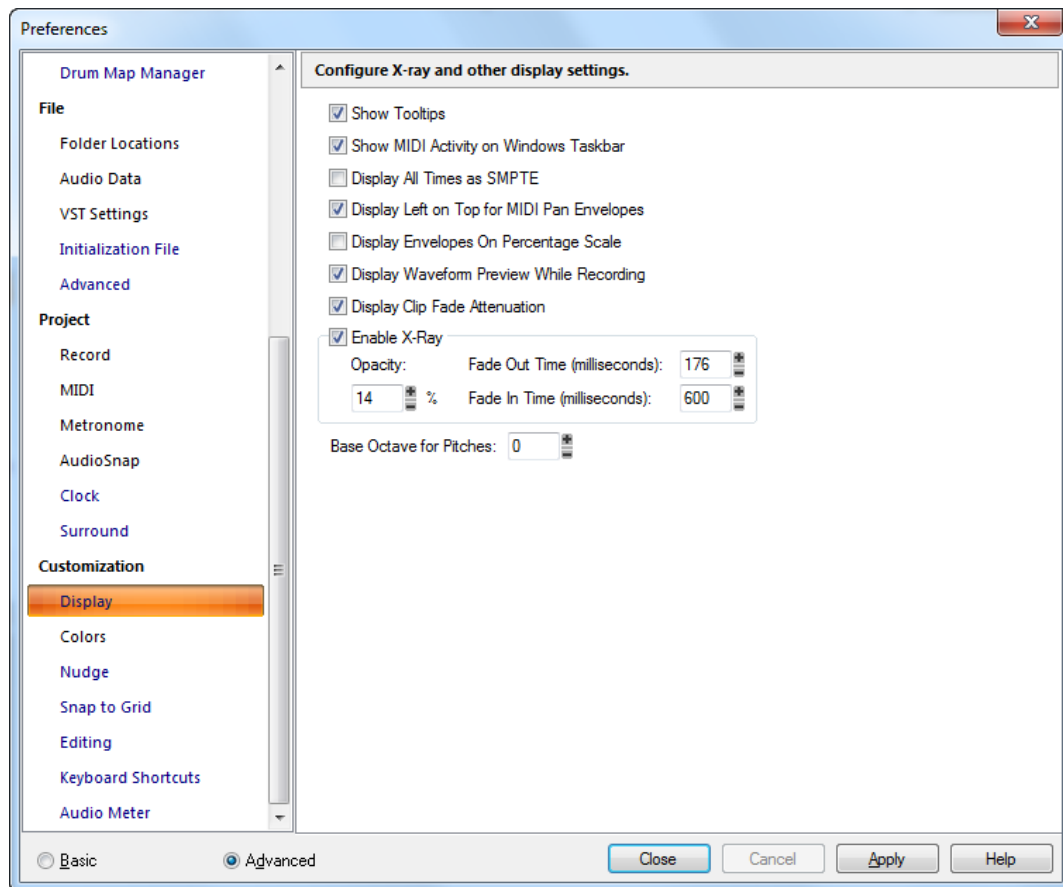 Preferences
Drum Map Manager
File
Folder Locations
Audio Data
VST Settings
Initialization File
Advanced
Project
Record
MIDI
Metronome
AudioSnap
Clock
Surround
Customization
Display
Colors
Nudge
Snap to Grid
Editing
Keyboard Shortcuts
Audio Meter
Configure X-ray and other display settings.
Show Tooltips
Show MIDI Activity on Windows Taskbar
Display All Times as SMPTE
Display Left on Top for MIDI Pan Envelopes
Display Envelopes On Percentage Scale
Display Waveform Preview While Recording
Display Clip Fade Attenuation
Enable X-Ray
Opacity: Fade Out Time (milliseconds): 176
14 % Fade In Time (milliseconds): 600
Base Octave for Pitches: 0
Basic Advanced Close Cancel Apply Help